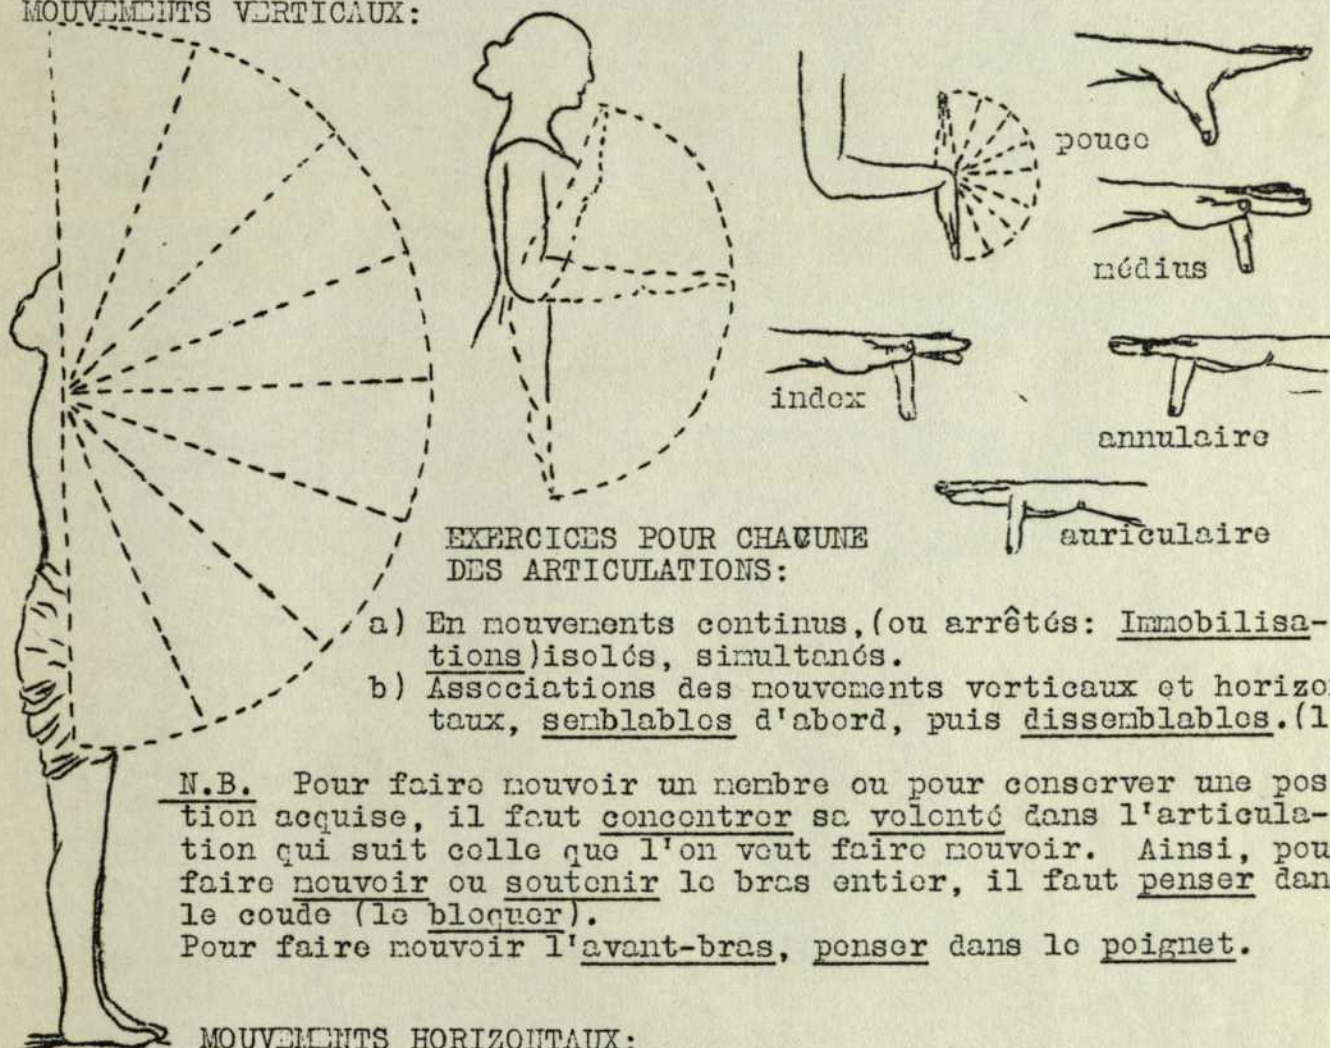 MOUVEMENTS VERTICAUX:
pouce
médius
index
annulaire
auriculaire
EXERCICES POUR CHACUNE
DES ARTICULATIONS:
a) En mouvements continus, (ou arrêtés: Immobilisa-
tions)isolés, simultanés.
b) Associations des mouvements verticaux et horizon
taux, semblables d'abord, puis dissemblables.(1
N.B. Pour faire mouvoir un membre ou pour conserver une pos
tion acquise, il faut concentrer sa volonté dans l'articula-
tion qui suit celle que l'on veut faire mouvoir. Ainsi, pou
faire mouvoir ou soutenir le bras entier, il faut penser dan
le coude (le bloquer).
Pour faire mouvoir l'avant-bras, penser dans le poignet.
MOUVEMENTS HORIZONTAUX: